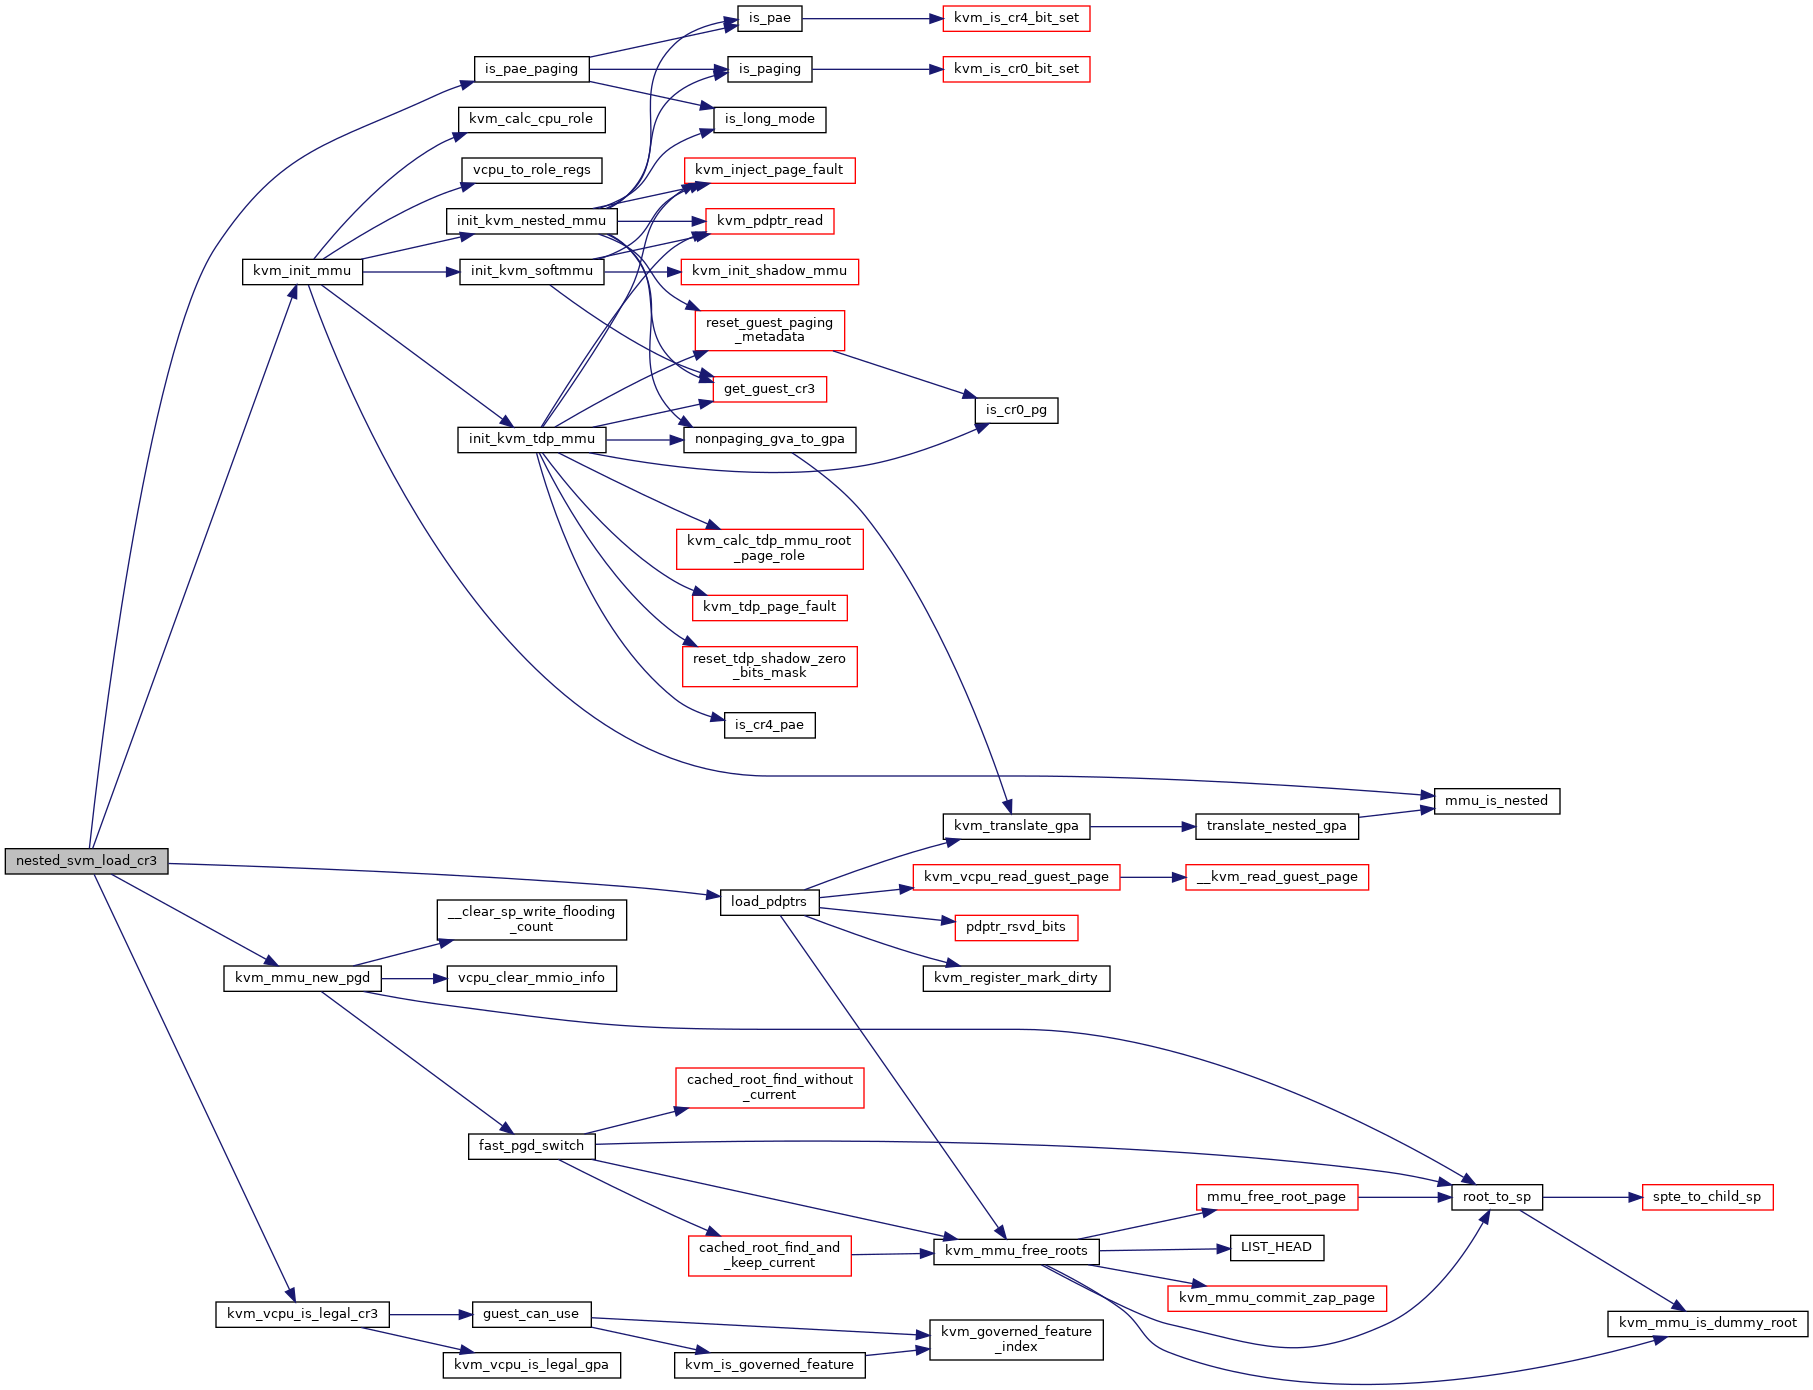 is_pae
kvm_is_cr4_bit_set
is_pae_paging
is_paging
kvm_is_cr0_bit_set
kvm_calc_cpu_role
is_long_mode
vcpu_to_role_regs
kvm_inject_page_fault
init_kvm_nested_mmu
kvm_pdptr_read
kvm_init_mmu
init_kvm_softmmu
kvm_init_shadow_mmu
reset_guest_paging
_metadata
get_guest_cr3
is_cr0_pg
init_kvm_tdp_mmu
nonpaging_gva_to_gpa
kvm_calc_tdp_mmu_root
_page_role
kvm_tdp_page_fault
reset_tdp_shadow_zero
_bits_mask
is_cr4_pae
mmu_is_nested
kvm_translate_gpa
translate_nested_gpa
nested_svm_load_cr3
kvm_vcpu_read_guest_page
__kvm_read_guest_page
load_pdptrs
__clear_sp_write_flooding
_count
pdptr_rsvd_bits
kvm_mmu_new_pgd
vcpu_clear_mmio_info
kvm_register_mark_dirty
cached_root_find_without
_current
fast_pgd_switch
mmu_free_root_page
root_to_sp
spte_to_child_sp
cached_root_find_and
_keep_current
kvm_mmu_free_roots
LIST_HEAD
kvm_mmu_commit_zap_page
kvm_vcpu_is_legal_cr3
guest_can_use
kvm_governed_feature
_index
kvm_mmu_is_dummy_root
kvm_vcpu_is_legal_gpa
kvm_is_governed_feature